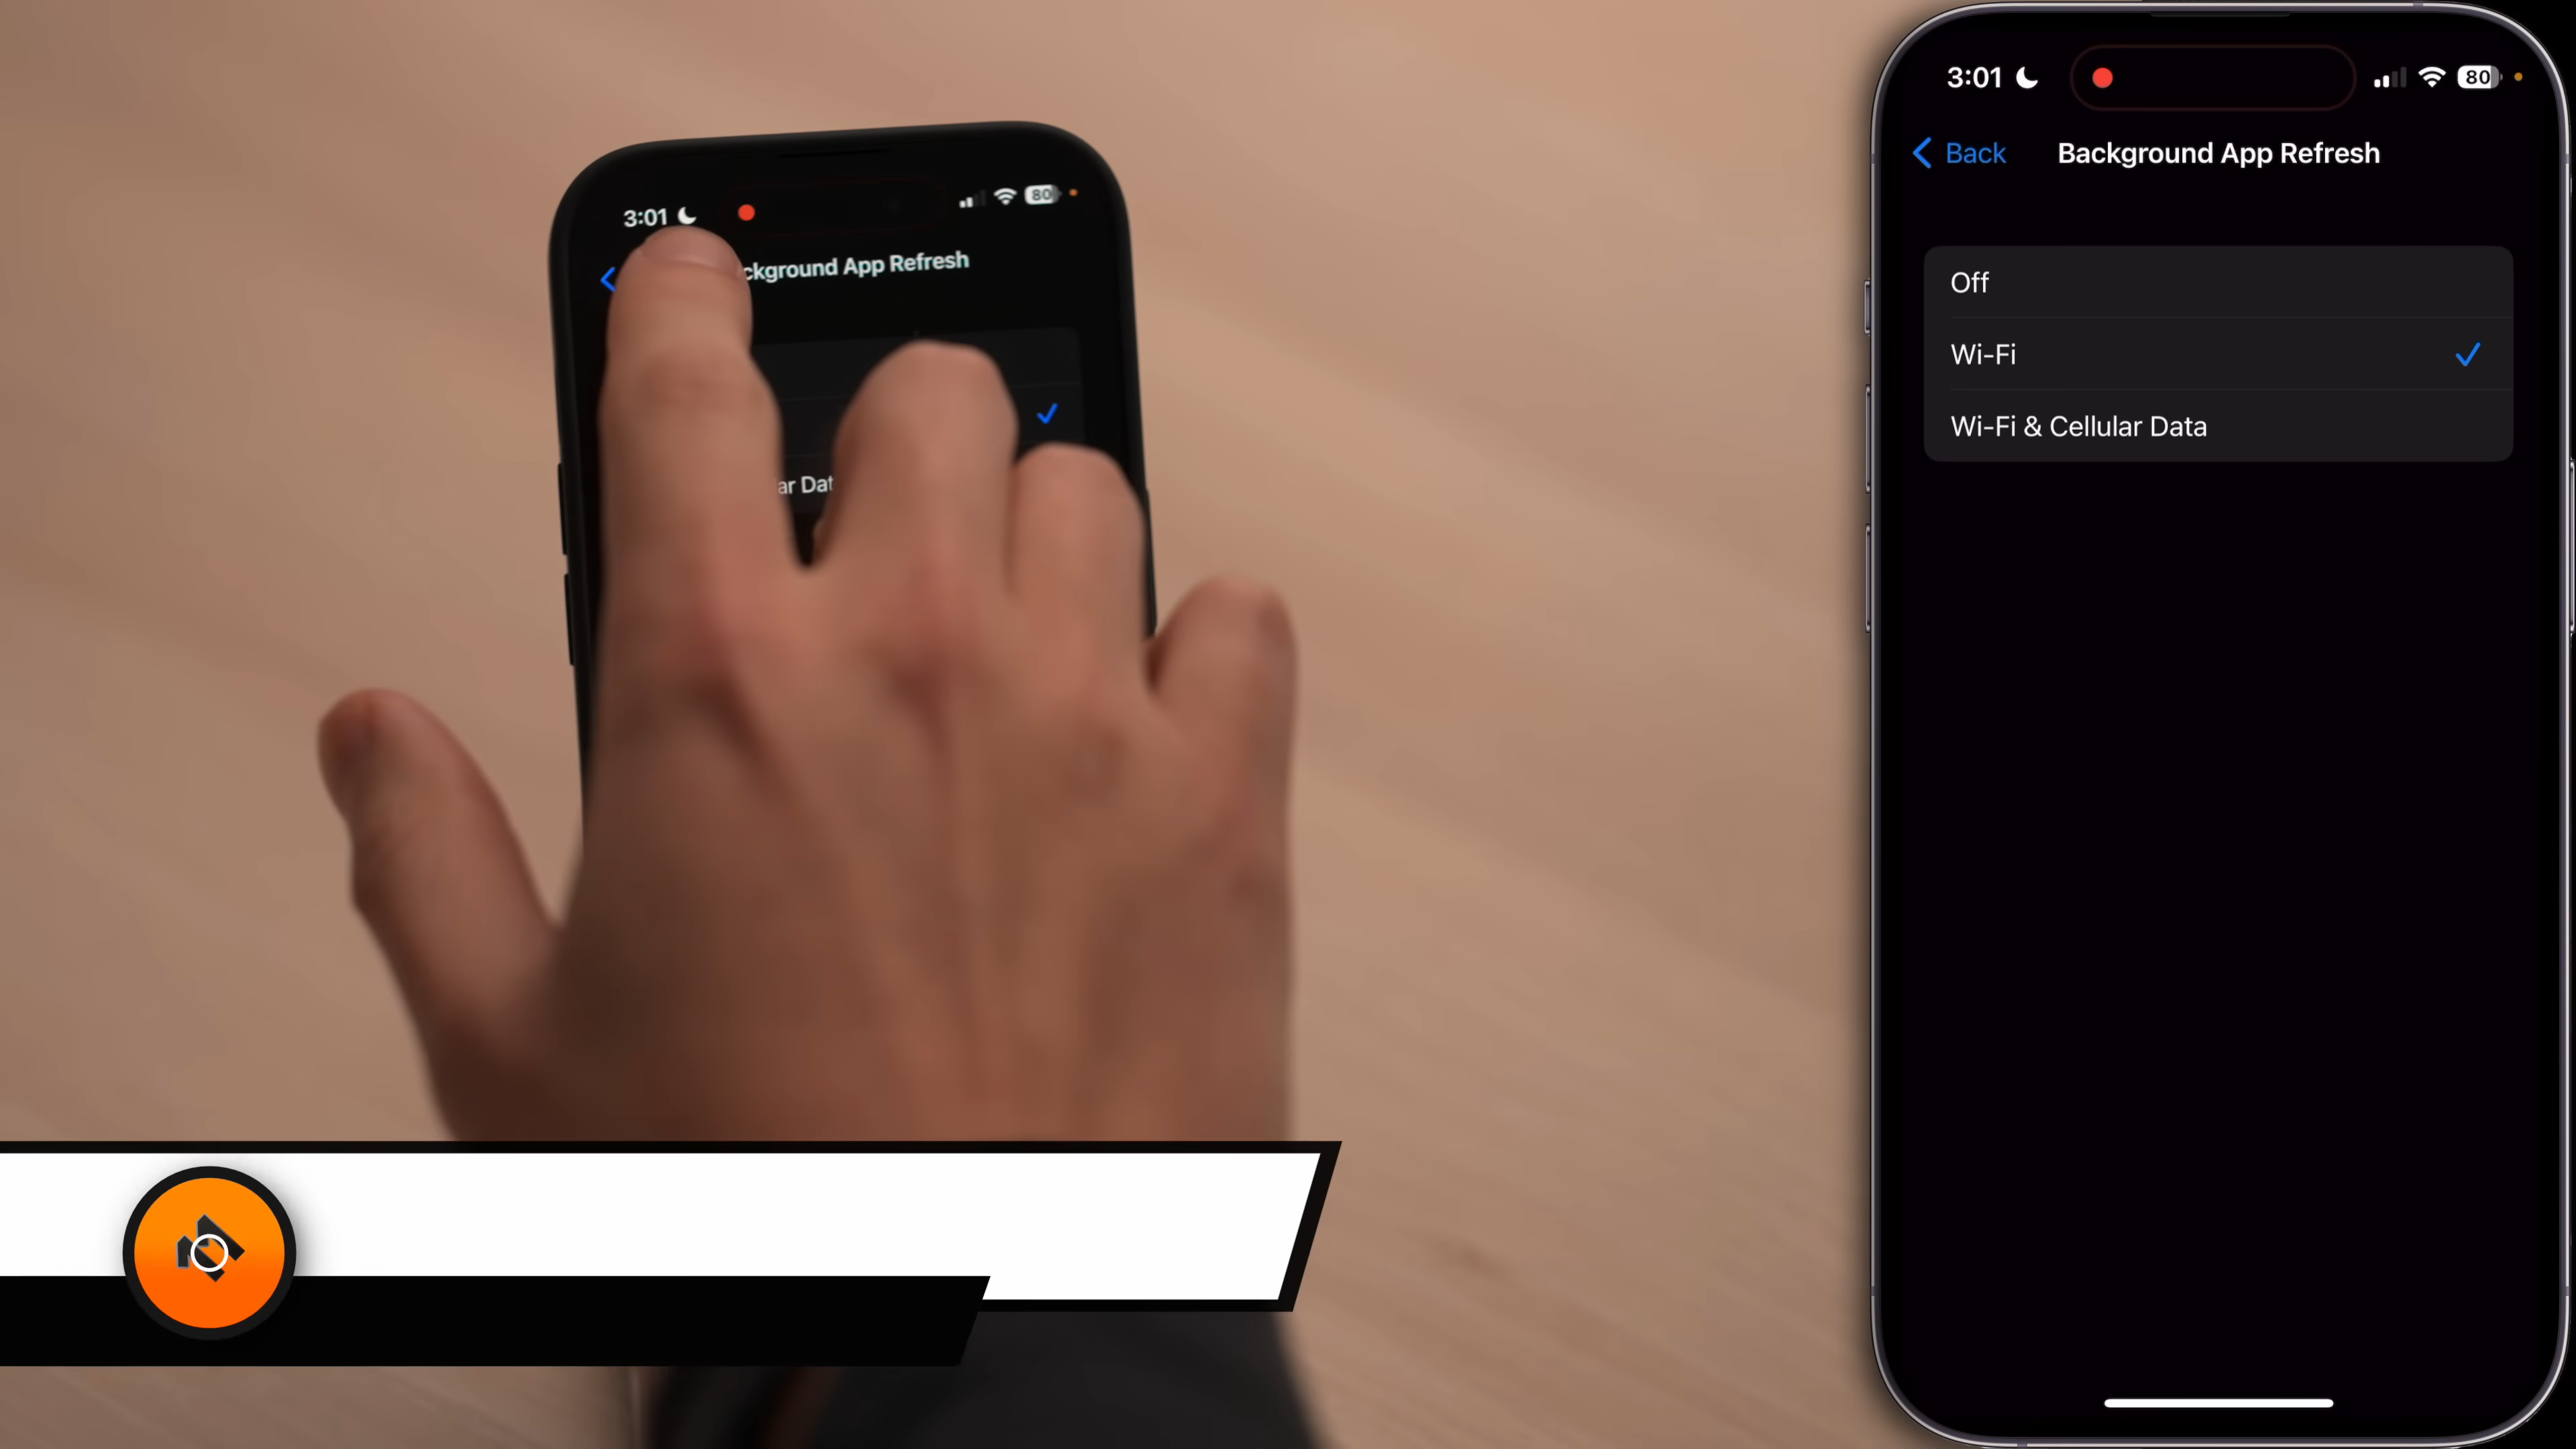 3:01
80
ckground App Refresh
ar Dat
3:01
80
Back Background App Refresh
Off
Wi-Fi
Wi-Fi & Cellular Data